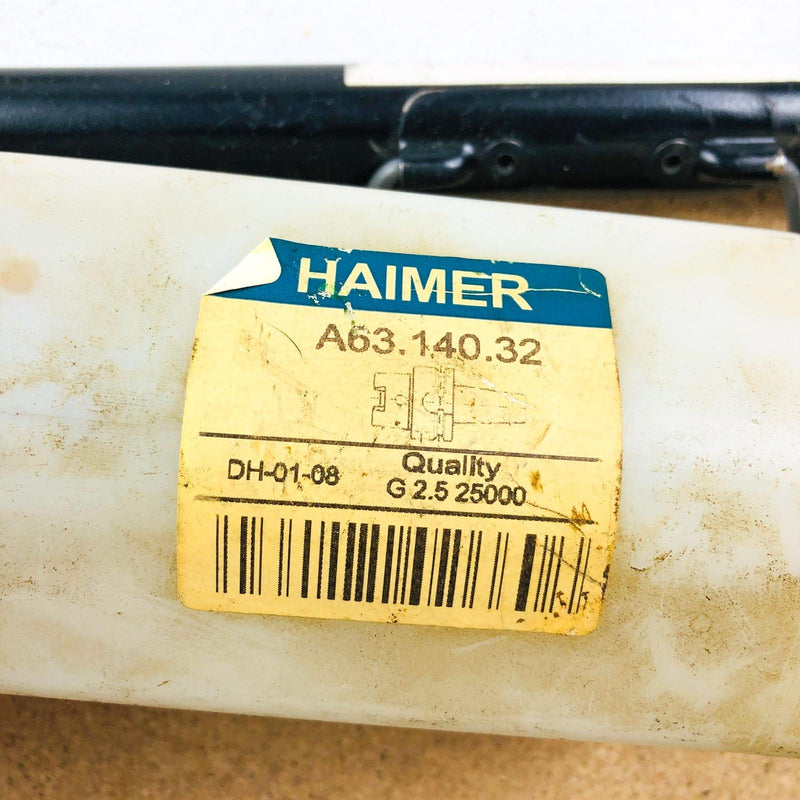 HAIMER
A63.140.32
DH-01-08
Quality
G 2.5 25000